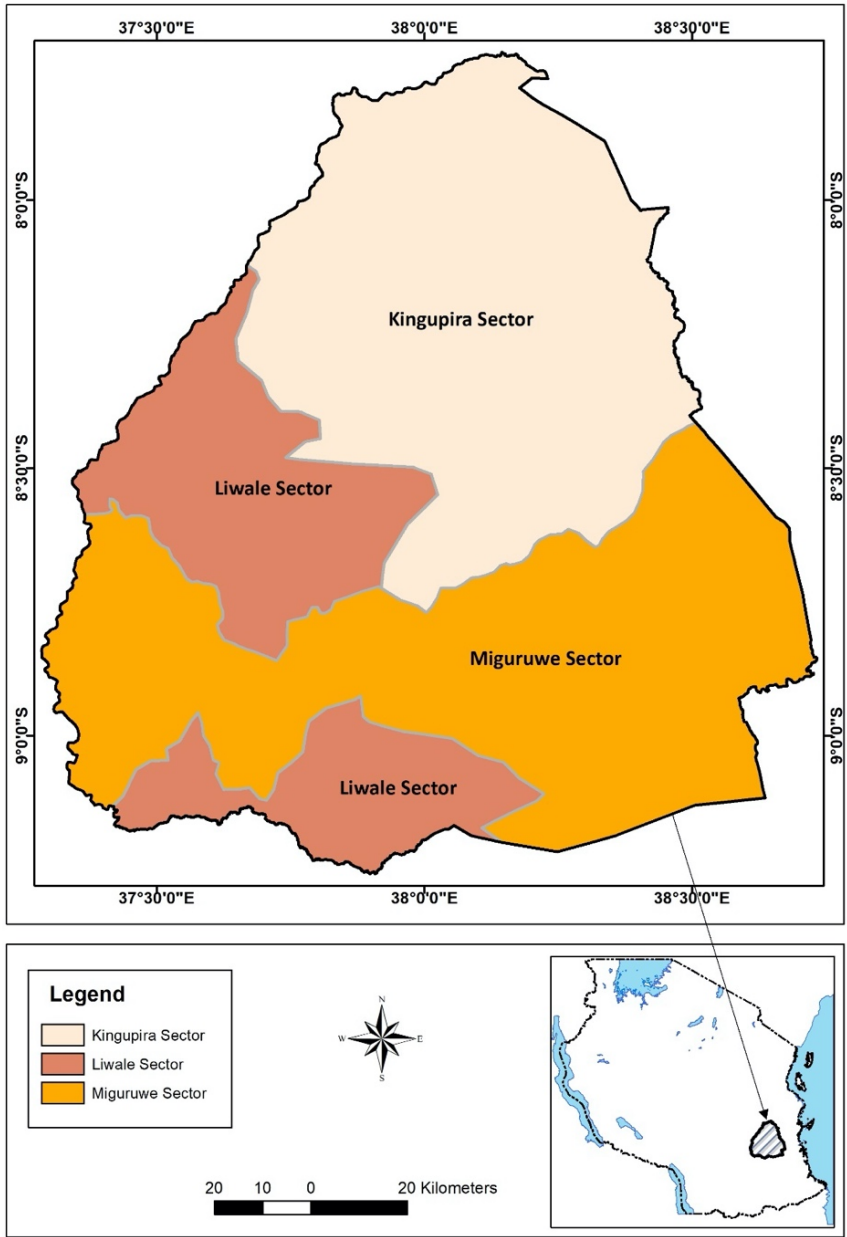 37°30'0"E 38°0'0"E 38°30'0"E
8°0'0"S 8°0'0"S
Kingupira Sector
8°30'0"S 8°30'0"S
Liwale Sector
Miguruwe Sector
9°0'0"S 9°0'0"S
Liwale Sector
37°30'0"E 38°0'0"E 38°30'0"E
Legend
Kingupira Sector
Liwale Sector
Miguruwe Sector
N
W E
S
20 10 0 20 Kilometers